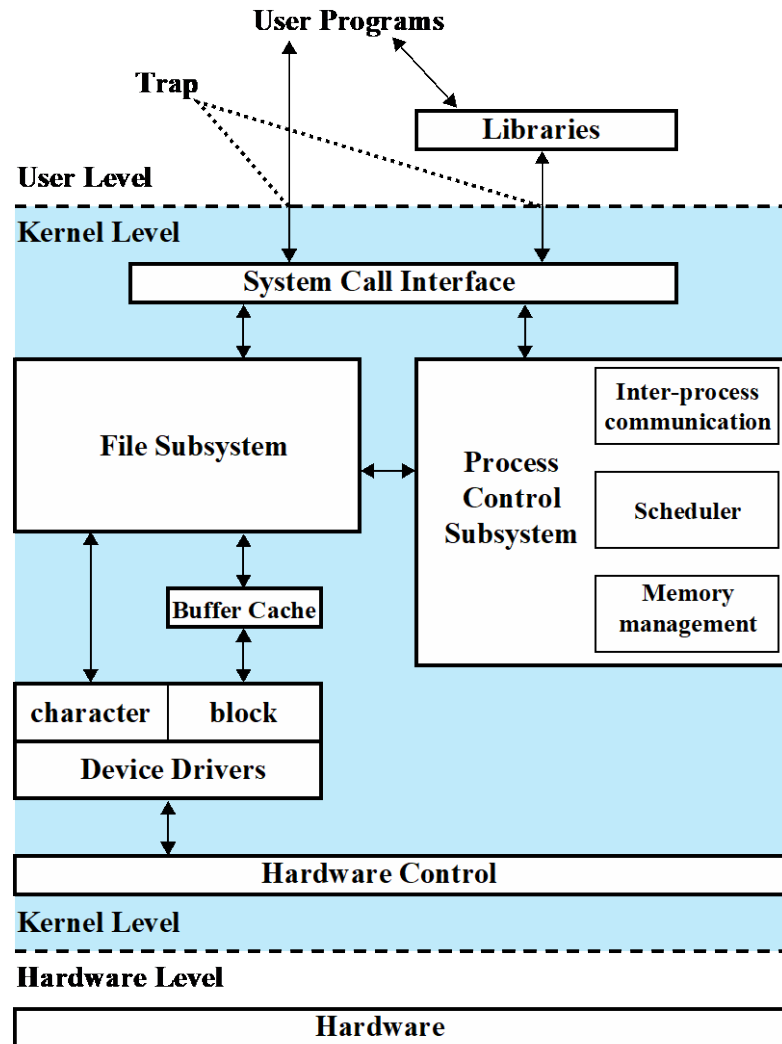 User Programs
Trap
Libraries
User Level
Kernel Level
System Call Interface
File Subsystem
Process
Control
Subsystem
Inter-process
communication
Scheduler
Memory
management
Buffer Cache
character
block
Device Drivers
Hardware Control
Kernel Level
Hardware Level
Hardware